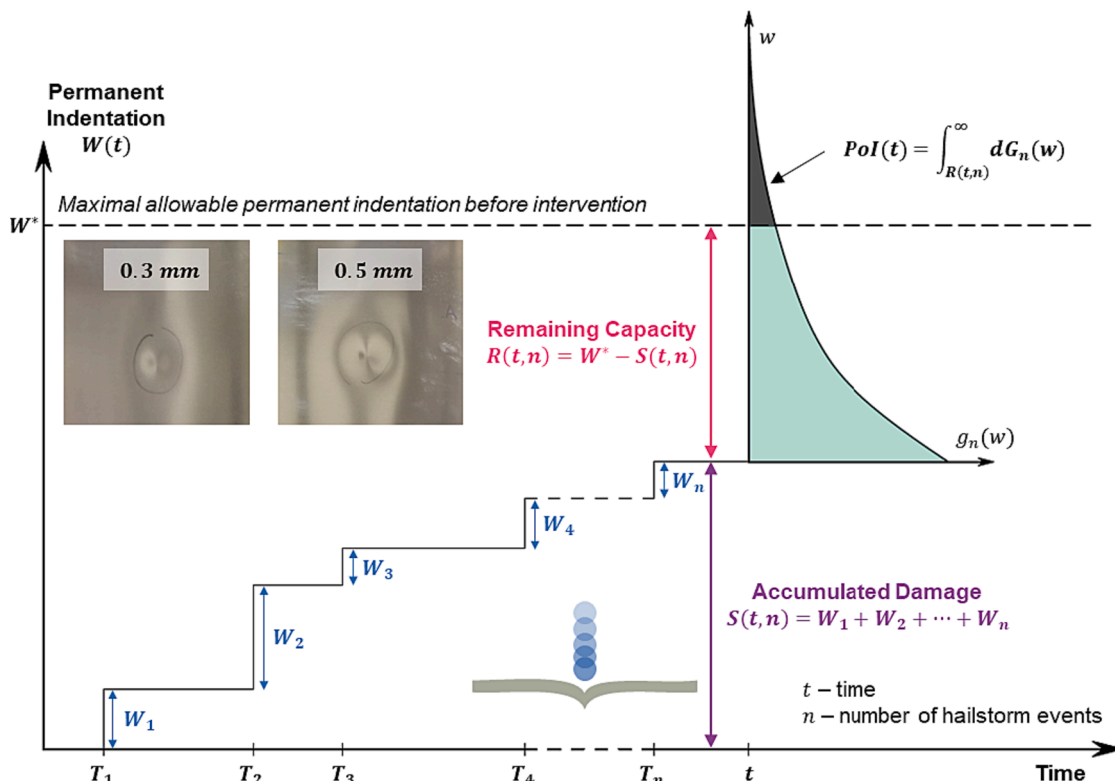 w
Permanent
Indentation
W(t)
PoI(t) = ∫_{R(t,n)}^{∞} dG_n(w)
Maximal allowable permanent indentation before intervention
W*
0.3 mm
0.5 mm
Remaining Capacity
R(t,n) = W* − S(t,n)
g_n(w)
W_n
W_4
W_3
Accumulated Damage
S(t,n) = W_1 + W_2 + ⋯ + W_n
W_2
t – time
W_1
n – number of hailstorm events
T_1
T_2
T_3
T_4
T_n
t
Time